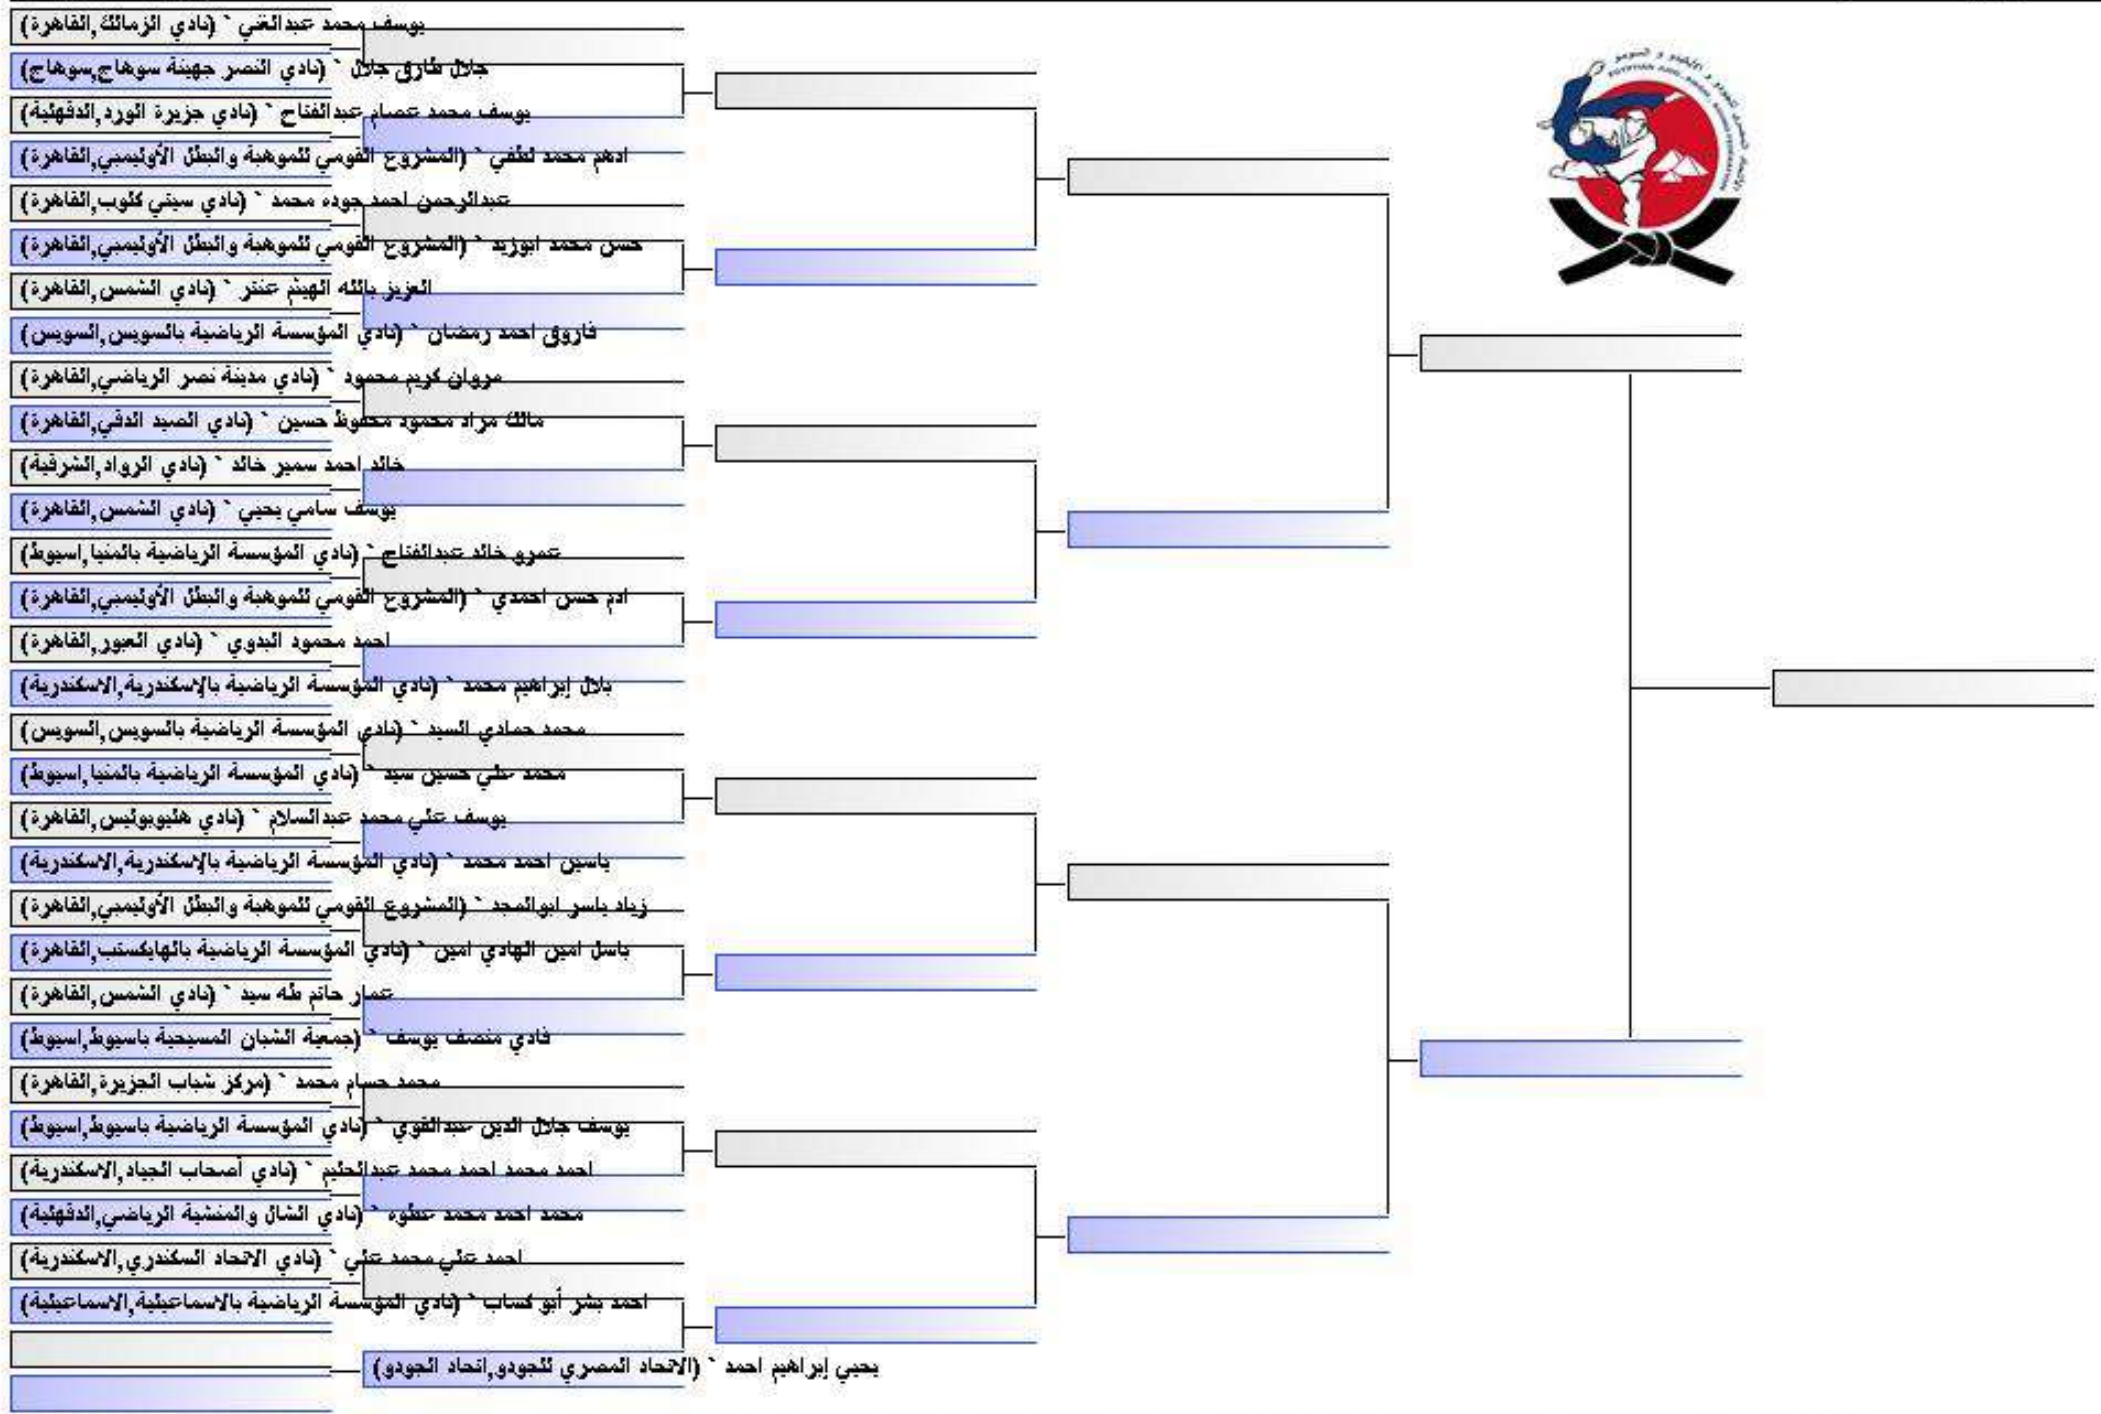 يوسف محمد عبدالغني ` (نادي الزمالك,القاهرة)
جلال طارق جلال ` (نادي النصر جهينة سوهاج,سوهاج)
يوسف محمد عصام عبدالفتاح ` (نادي جزيرة الورد,الدقهلية)
ادهم محمد لطفي ` (المشروع القومي للموهبة والبطل الأوليمبي,القاهرة)
عبدالرحمن احمد جوده محمد ` (نادي سيتي كلوب,القاهرة)
حسن محمد ابوزيد ` (المشروع القومي للموهبة والبطل الأوليمبي,القاهرة)
العزيز بالله الهيثم عنتر ` (نادي الشمس,القاهرة)
فاروق احمد رمضان ` (نادي المؤسسة الرياضية بالسويس,السويس)
مروان كريم محمود ` (نادي مدينة نصر الرياضي,القاهرة)
مالك مراد محمود محفوظ حسين ` (نادي الصيد الدقي,القاهرة)
خالد احمد سمير خالد ` (نادي الرواد,الشرقية)
يوسف سامي يحيي ` (نادي الشمس,القاهرة)
عمرو خالد عبدالفتاح ` (نادي المؤسسة الرياضية بالمنيا,اسيوط)
ادم حسن احمدي ` (المشروع القومي للموهبة والبطل الأوليمبي,القاهرة)
احمد محمود البدوي ` (نادي العبور,القاهرة)
بلال إبراهيم محمد ` (نادي المؤسسة الرياضية بالإسكندرية,الاسكندرية)
محمد حمادي السيد ` (نادي المؤسسة الرياضية بالسويس,السويس)
محمد علي حسين سيد ` (نادي المؤسسة الرياضية بالمنيا,اسيوط)
يوسف علي محمد عبدالسلام ` (نادي هليوبوليس,القاهرة)
ياسين احمد محمد ` (نادي المؤسسة الرياضية بالإسكندرية,الاسكندرية)
زياد ياسر ابوالمجد ` (المشروع القومي للموهبة والبطل الأوليمبي,القاهرة)
باسل امين الهادي امين ` (نادي المؤسسة الرياضية بالهايكستب,القاهرة)
عمار حاتم طه سيد ` (نادي الشمس,القاهرة)
فادي منصف يوسف ` (جمعية الشبان المسيحية باسيوط,اسيوط)
محمد حسام محمد ` (مركز شباب الجزيرة,القاهرة)
يوسف جلال الدين عبدالقوي ` (نادي المؤسسة الرياضية باسيوط,اسيوط)
احمد محمد احمد محمد عبدالحليم ` (نادي أصحاب الجياد,الاسكندرية)
محمد احمد محمد عطوه ` (نادي الشال والمنشية الرياضي,الدقهلية)
احمد علي محمد علي ` (نادي الاتحاد السكندري,الاسكندرية)
احمد بشر أبو كساب ` (نادي المؤسسة الرياضية بالاسماعيلية,الاسماعيلية)
يحيي إبراهيم احمد ` (الاتحاد المصري للجودو,اتحاد الجودو)